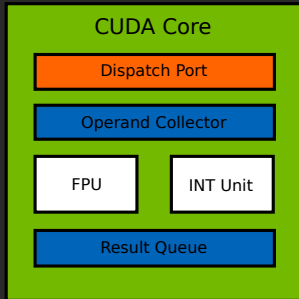 CUDA Core
Dispatch Port
Operand Collector
FPU
INT Unit
Result Queue